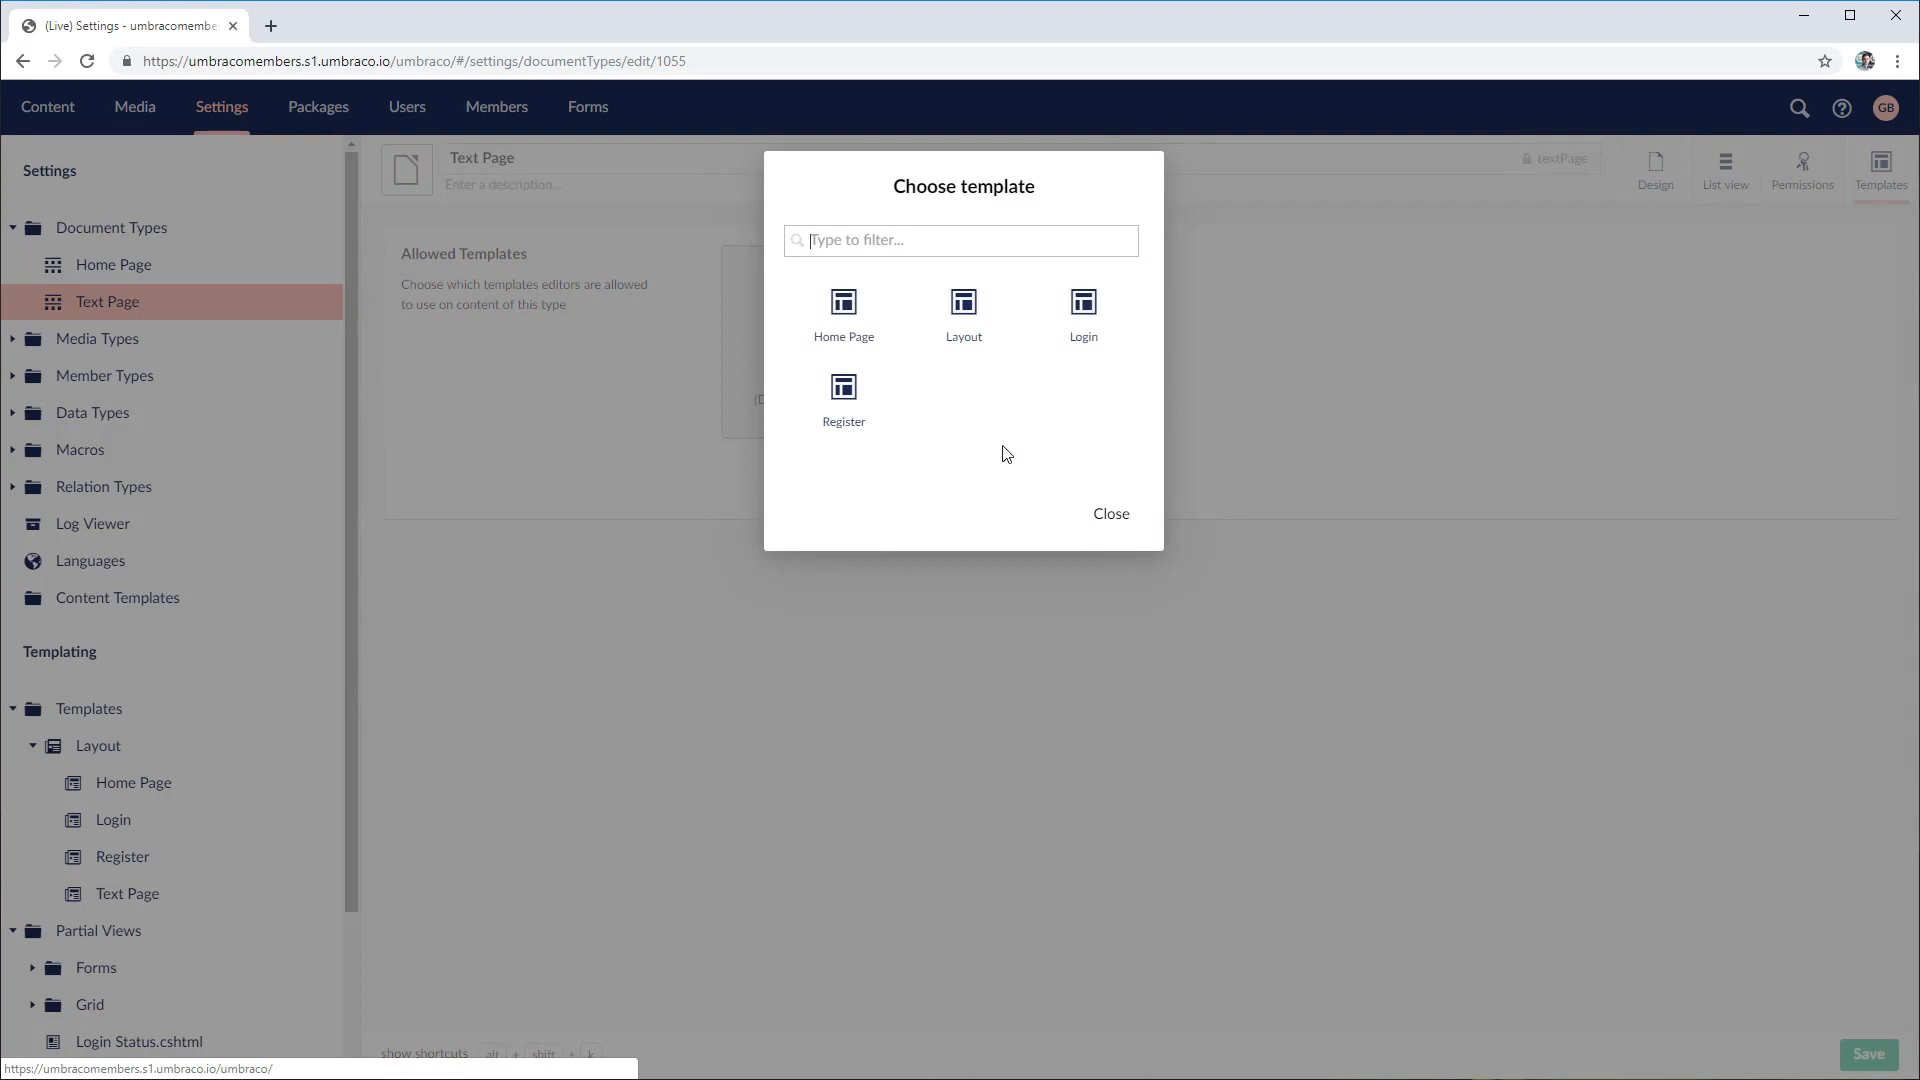 (Live) Settings - umbracomembe
https://umbracomembers.s1.umbraco.io/umbraco/#/settings/documentTypes/edit/1055
Content Media Settings Packages Users Members Forms
GB
Settings
Document Types
Home Page
Text Page
Media Types
Member Types
Data Types
Macros
Relation Types
Log Viewer
Languages
Content Templates
Templating
Templates
Layout
Home Page
Login
Register
Text Page
Partial Views
Forms
Grid
Login Status.cshtml
https://umbracomembers.s1.umbraco.io/umbraco/
Text Page
Enter a description...
textPage
Design List view Permissions Templates
Allowed Templates
Choose which templates editors are allowed
to use on content of this type
(D
Choose template
Type to filter...
Home Page Layout Login
Register
Close
show shortcuts alt + shift + k
Save